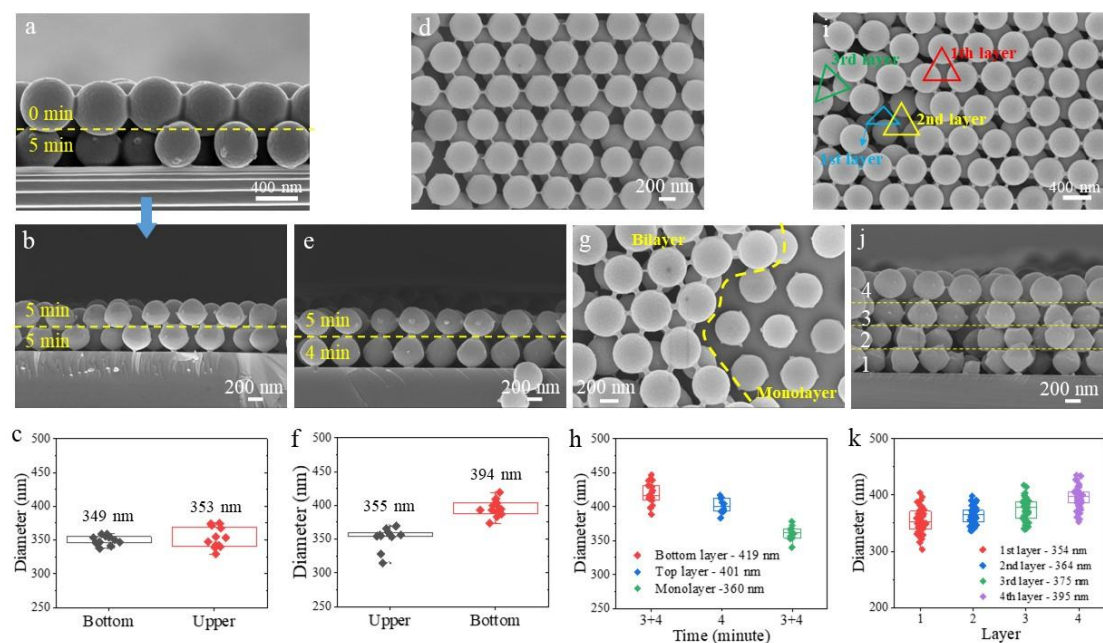 a
0 min
5 min
400 nm
d
200 nm
i
3rd layer
1th layer
2nd layer
1st layer
400 nm
b
5 min
5 min
200 nm
e
5 min
4 min
200 nm
g
Bilayer
Monolayer
200 nm
j
4
3
2
1
200 nm
c
Diameter (nm)
500
450
400
350
300
250
349 nm
353 nm
Bottom
Upper
f
Diameter (nm)
500
450
400
350
300
250
355 nm
394 nm
Upper
Bottom
h
Diameter (nm)
500
450
400
350
300
250
Bottom layer - 419 nm
Top layer - 401 nm
Monolayer -360 nm
3+4
4
3+4
Time (minute)
k
Diameter (nm)
500
400
300
200
1st layer - 354 nm
2nd layer - 364 nm
3rd layer - 375 nm
4th layer - 395 nm
1
2
3
4
Layer